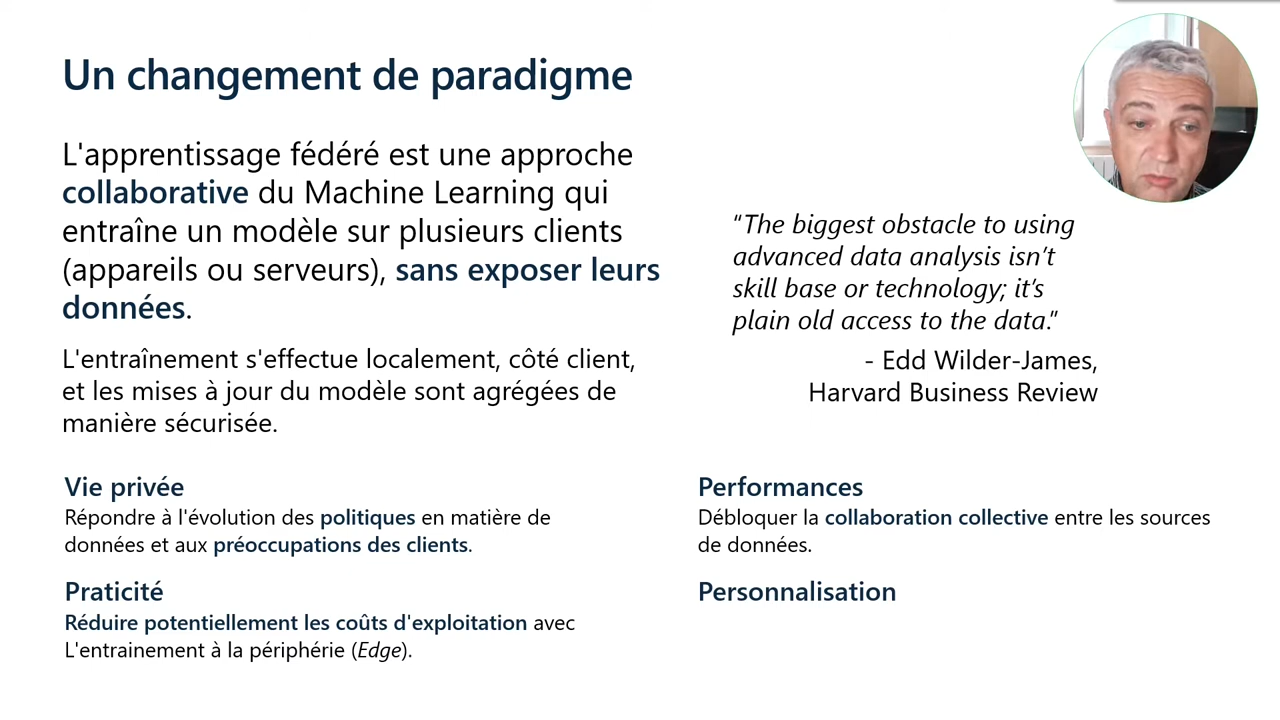 Un changement de paradigme
L'apprentissage fédéré est une approche
collaborative du Machine Learning qui
entraîne un modèle sur plusieurs clients
(appareils ou serveurs), sans exposer leurs
données.
L'entraînement s'effectue localement, côté client,
et les mises à jour du modèle sont agrégées de
manière sécurisée.
"The biggest obstacle to using
advanced data analysis isn’t
skill base or technology; it’s
plain old access to the data."
- Edd Wilder-James,
Harvard Business Review
Vie privée
Répondre à l'évolution des politiques en matière de
données et aux préoccupations des clients.
Praticité
Réduire potentiellement les coûts d'exploitation avec
L'entrainement à la périphérie (Edge).
Performances
Débloquer la collaboration collective entre les sources
de données.
Personnalisation